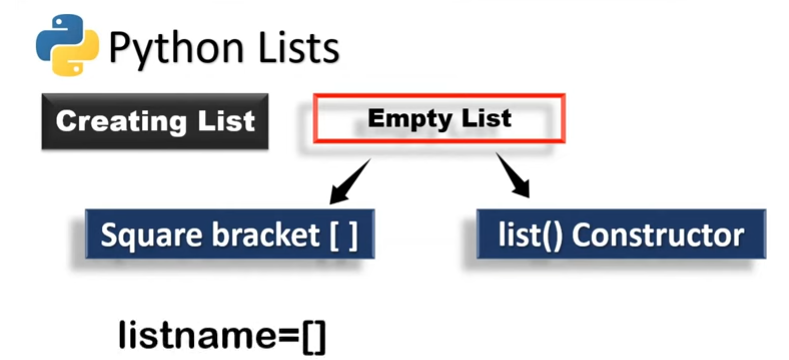 Python Lists
Creating List
Empty List
Square bracket [ ]
list() Constructor
listname=[]